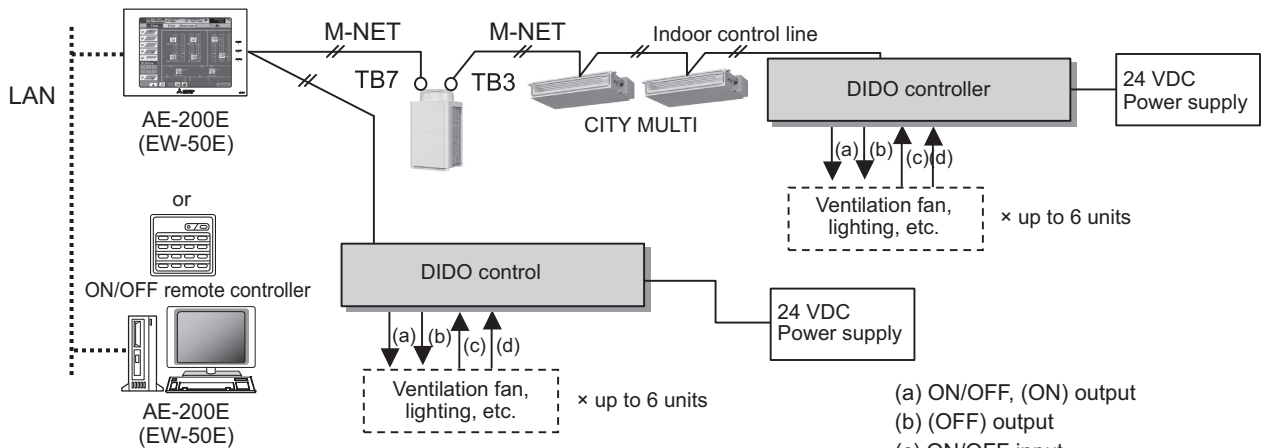 M-NET
M-NET
Indoor control line
LAN
TB7
TB3
DIDO controller
24 VDC
Power supply
AE-200E
(EW-50E)
CITY MULTI
(a)
(b)
(c)
(d)
or
Ventilation fan,
lighting, etc.
× up to 6 units
ON/OFF remote controller
DIDO control
24 VDC
Power supply
(a)
(b)
(c)
(d)
Ventilation fan,
lighting, etc.
× up to 6 units
AE-200E
(EW-50E)
(a) ON/OFF, (ON) output
(b) (OFF) output
(c) ON/OFF input